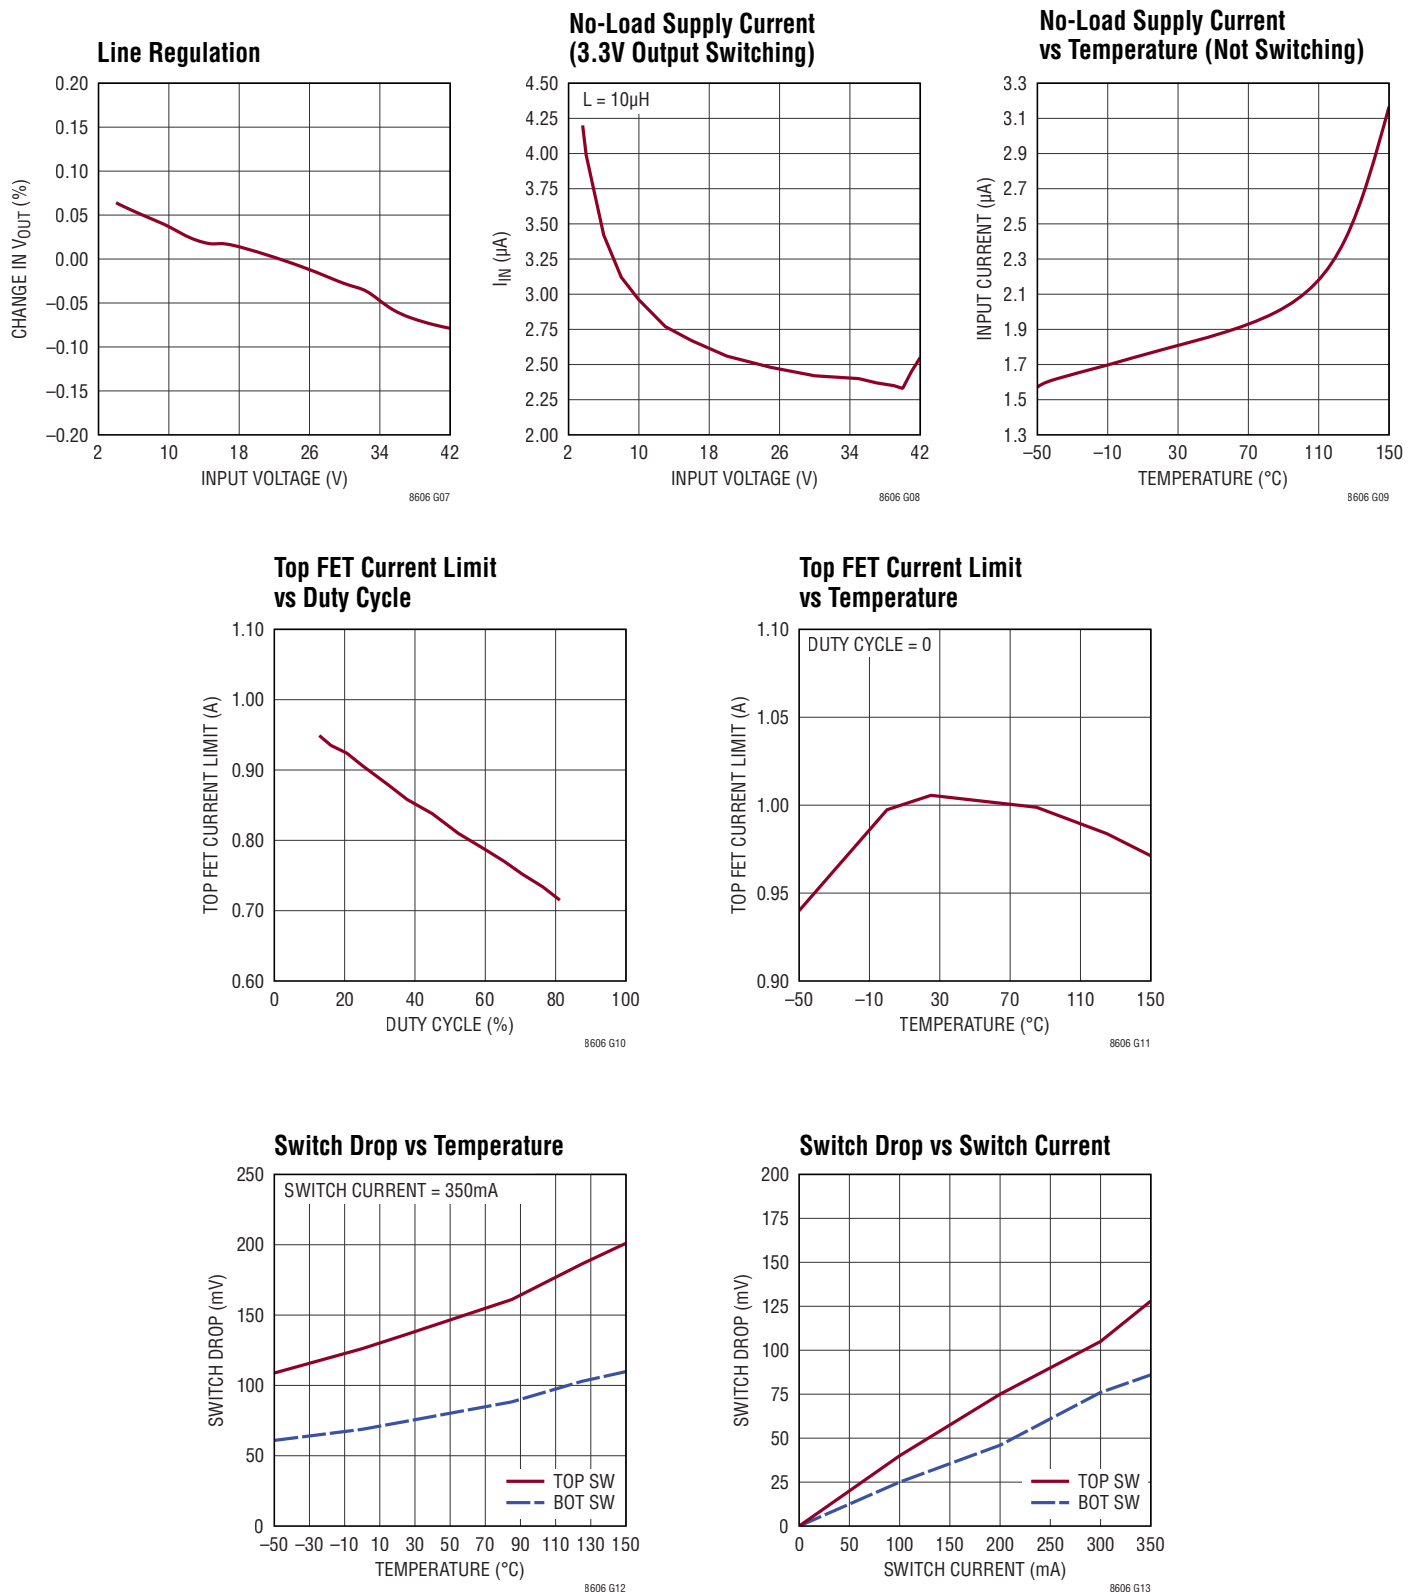 Line Regulation
0.20
0.15
0.10
0.05
0.00
–0.05
–0.10
–0.15
–0.20
CHANGE IN VOUT (%)
2 10 18 26 34 42
INPUT VOLTAGE (V)
8606 G07
No-Load Supply Current
(3.3V Output Switching)
L = 10µH
4.50
4.25
4.00
3.75
3.50
3.25
3.00
2.75
2.50
2.25
2.00
IIN (µA)
2 10 18 26 34 42
INPUT VOLTAGE (V)
8606 G08
No-Load Supply Current
vs Temperature (Not Switching)
3.3
3.1
2.9
2.7
2.5
2.3
2.1
1.9
1.7
1.5
1.3
INPUT CURRENT (µA)
–50 –10 30 70 110 150
TEMPERATURE (°C)
8606 G09
Top FET Current Limit
vs Duty Cycle
1.10
1.00
0.90
0.80
0.70
0.60
TOP FET CURRENT LIMIT (A)
0 20 40 60 80 100
DUTY CYCLE (%)
8606 G10
Top FET Current Limit
vs Temperature
DUTY CYCLE = 0
1.10
1.05
1.00
0.95
0.90
TOP FET CURRENT LIMIT (A)
–50 –10 30 70 110 150
TEMPERATURE (°C)
8606 G11
Switch Drop vs Temperature
SWITCH CURRENT = 350mA
250
200
150
100
50
0
SWITCH DROP (mV)
TOP SW
BOT SW
–50 –30 –10 10 30 50 70 90 110 130 150
TEMPERATURE (°C)
8606 G12
Switch Drop vs Switch Current
200
175
150
125
100
75
50
25
0
SWITCH DROP (mV)
TOP SW
BOT SW
0 50 100 150 200 250 300 350
SWITCH CURRENT (mA)
8606 G13